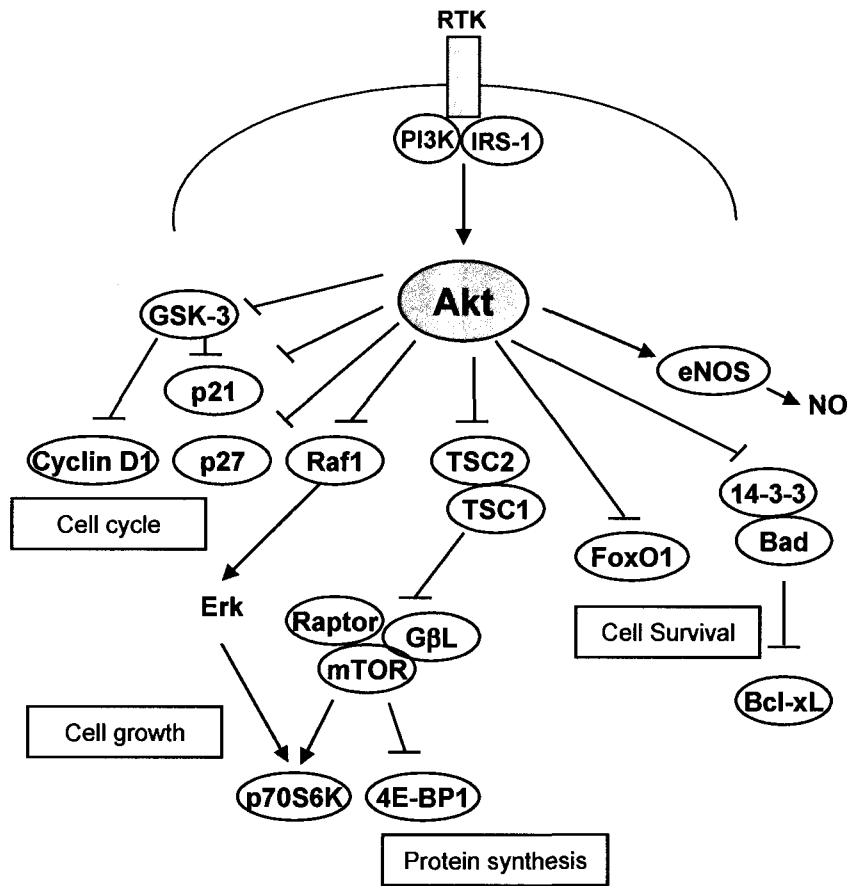 RTK
PI3K IRS-1
Akt
GSK-3
eNOS
p21
NO
Cyclin D1 p27 Raf1 TSC2
14-3-3
TSC1
Cell cycle
Bad
FoxO1
Erk
Raptor
GβL
Cell Survival
mTOR
Bcl-xL
Cell growth
p70S6K 4E-BP1
Protein synthesis